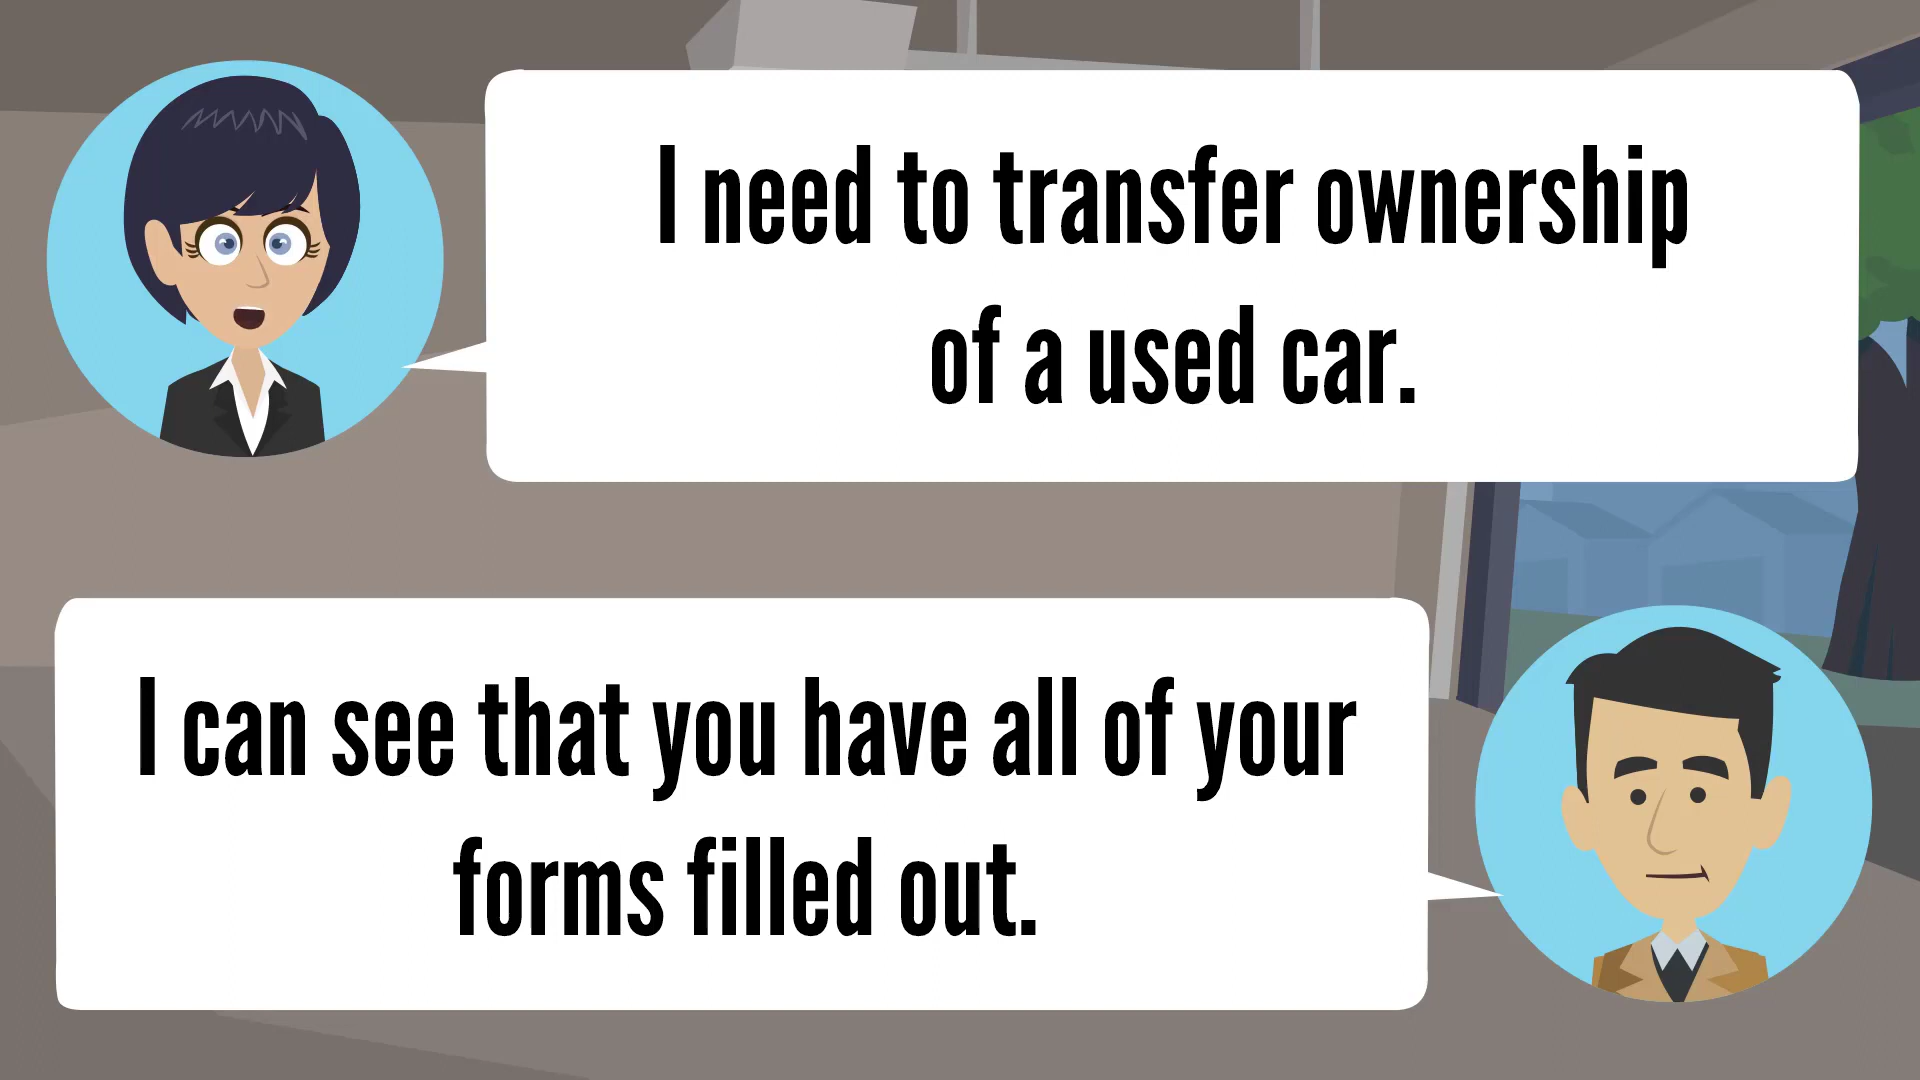 I need to transfer ownership
of a used car.
I can see that you have all of your
forms filled out.